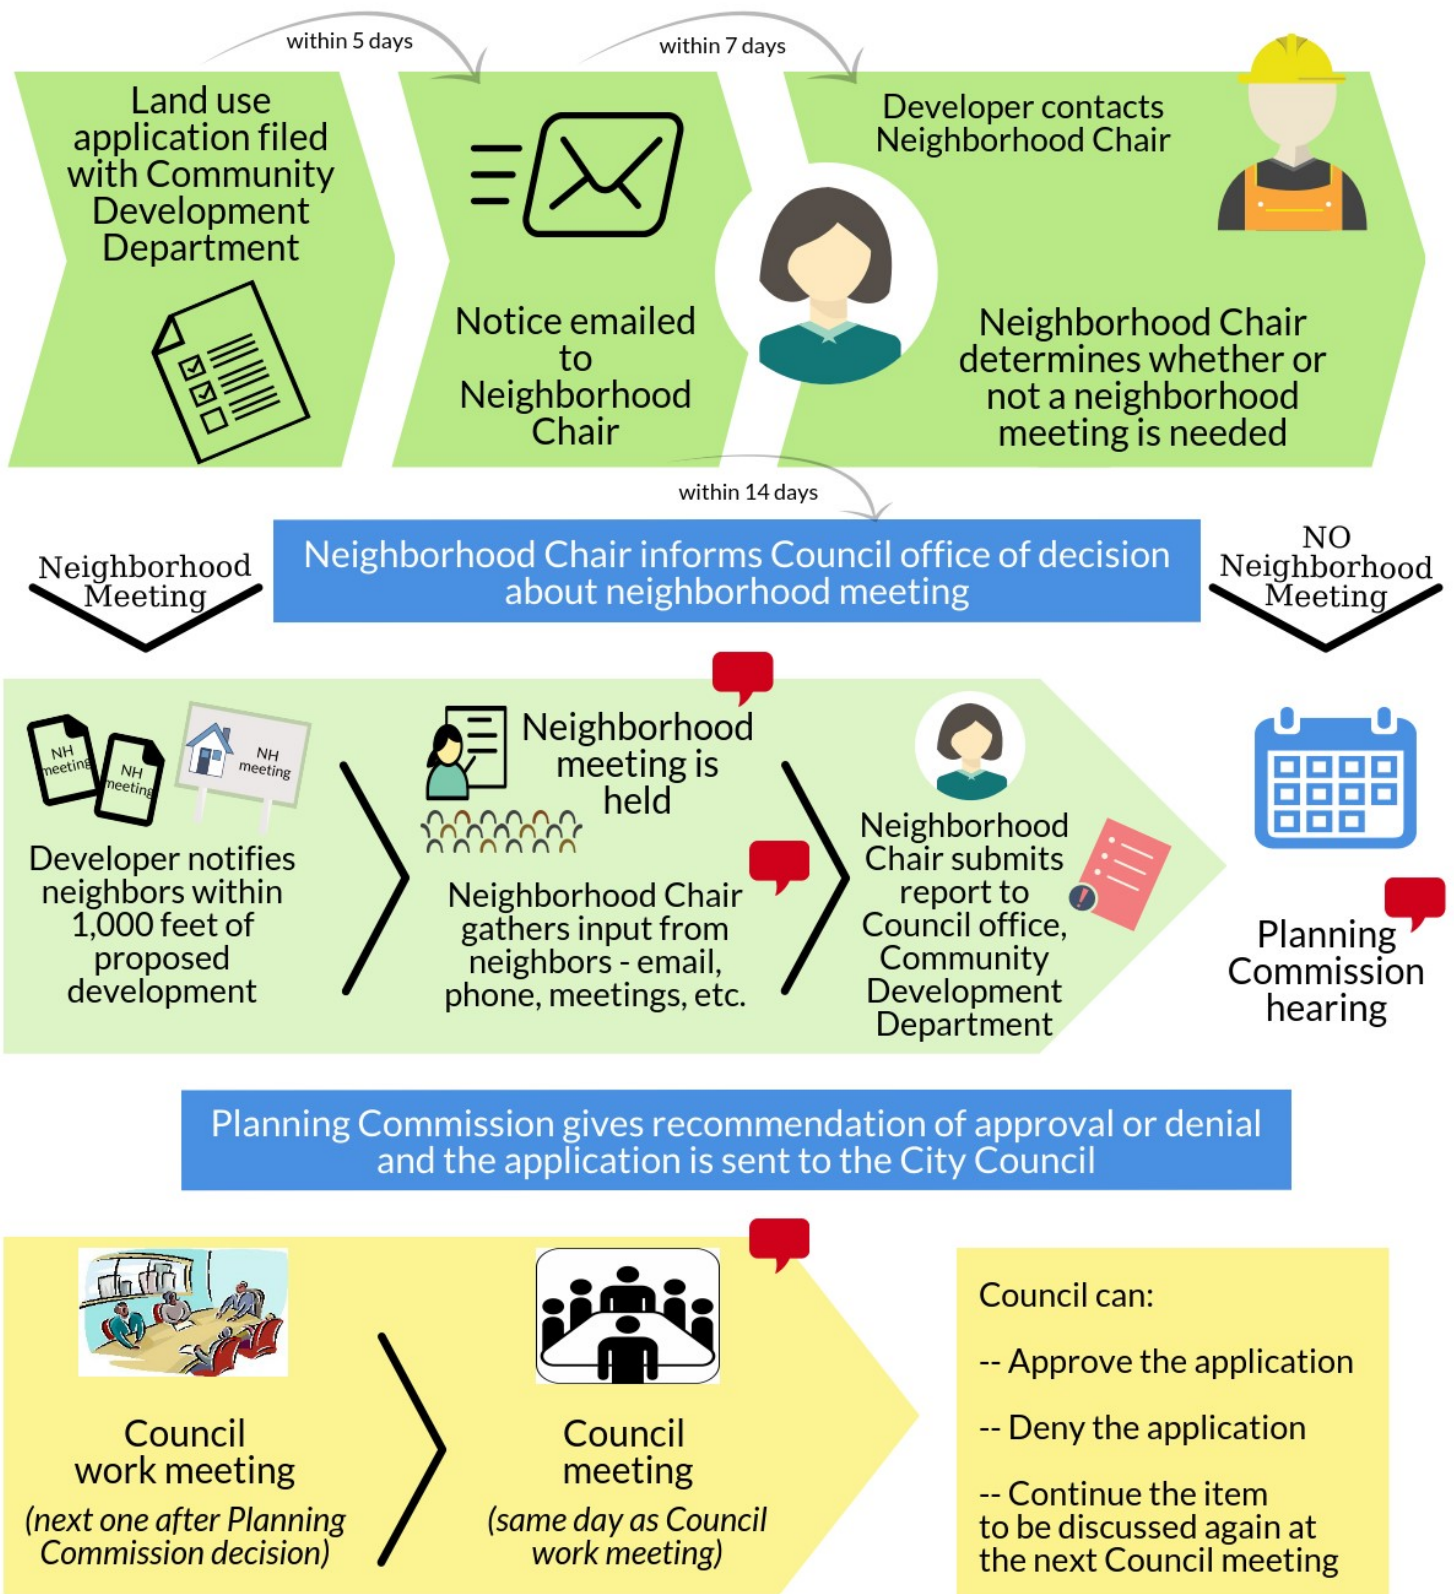 within 5 days
within 7 days
Land use
application filed
with Community
Development
Department
Notice emailed
to
Neighborhood
Chair
Developer contacts
Neighborhood Chair
Neighborhood Chair
determines whether or
not a neighborhood
meeting is needed
within 14 days
Neighborhood
Meeting
Neighborhood Chair informs Council office of decision
about neighborhood meeting
NO
Neighborhood
Meeting
NH
meeting
NH
meeting
NH
meeting
Developer notifies
neighbors within
1,000 feet of
proposed
development
Neighborhood
meeting is
held
Neighborhood Chair
gathers input from
neighbors - email,
phone, meetings, etc.
Neighborhood
Chair submits
report to
Council office,
Community
Development
Department
Planning
Commission
hearing
Planning Commission gives recommendation of approval or denial
and the application is sent to the City Council
Council
work meeting
(next one after Planning
Commission decision)
Council
meeting
(same day as Council
work meeting)
Council can:
-- Approve the application
-- Deny the application
-- Continue the item
to be discussed again at
the next Council meeting